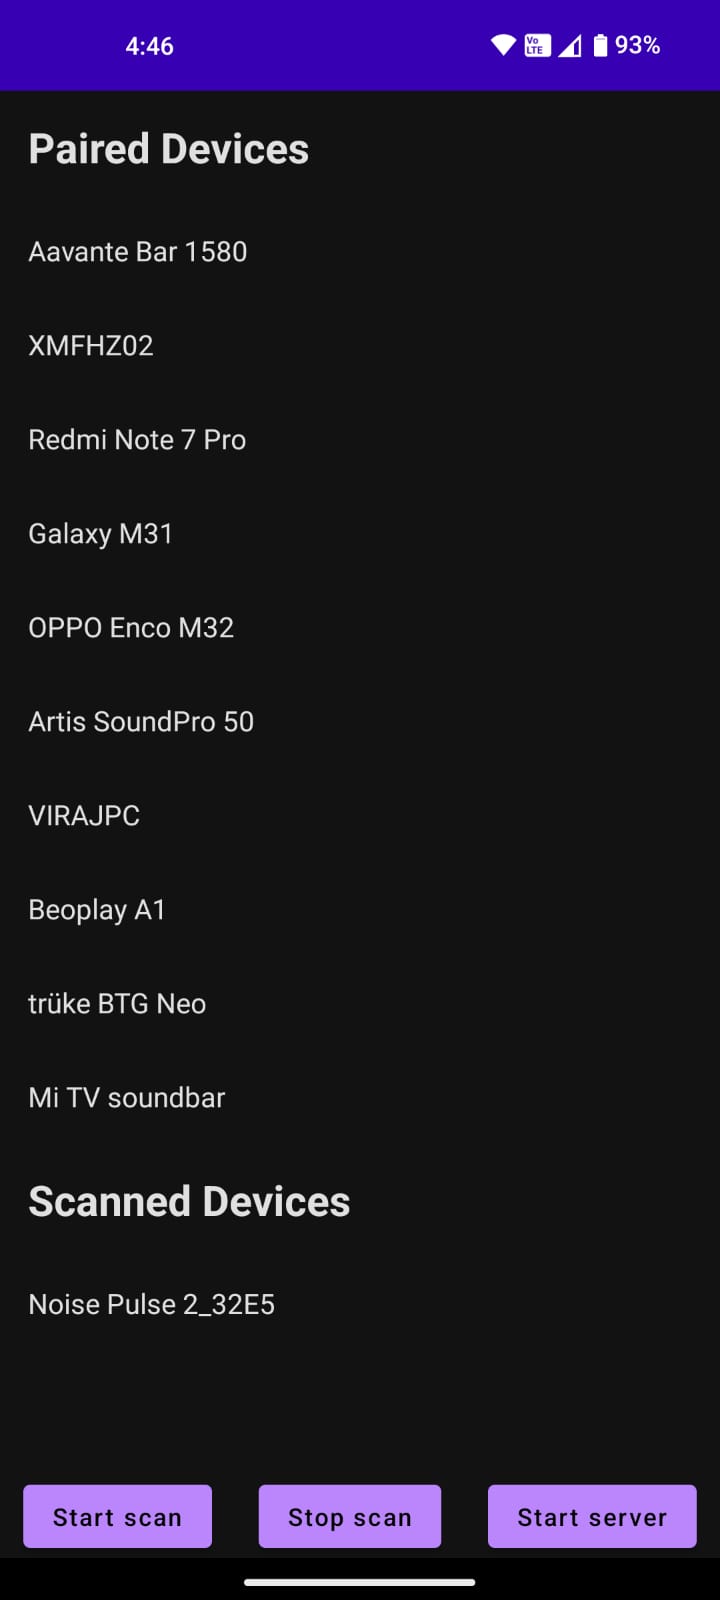 4:46
Vo LTE
93%
Paired Devices
Aavante Bar 1580
XMFHZ02
Redmi Note 7 Pro
Galaxy M31
OPPO Enco M32
Artis SoundPro 50
VIRAJPC
Beoplay A1
trüke BTG Neo
Mi TV soundbar
Scanned Devices
Noise Pulse 2_32E5
Start scan
Stop scan
Start server